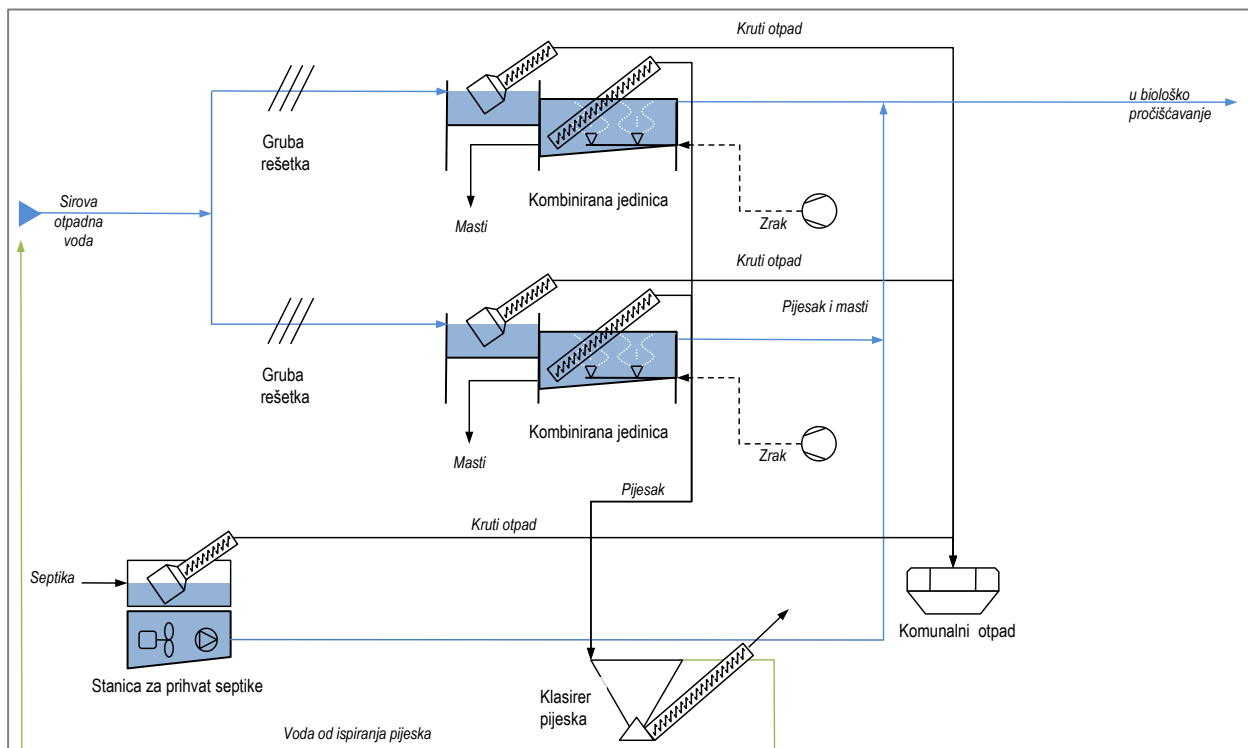 Kruti otpad
u biološko
pročišćavanje
Gruba
rešetka
Kombinirana jedinica
Sirova
otpadna
voda
Masti
Zrak
Kruti otpad
Pijesak i masti
Gruba
rešetka
Kombinirana jedinica
Masti
Zrak
Pijesak
Kruti otpad
Septika
Komunalni otpad
Stanica za prihvat septike
Klasirer
pijeska
Voda od ispiranja pijeska